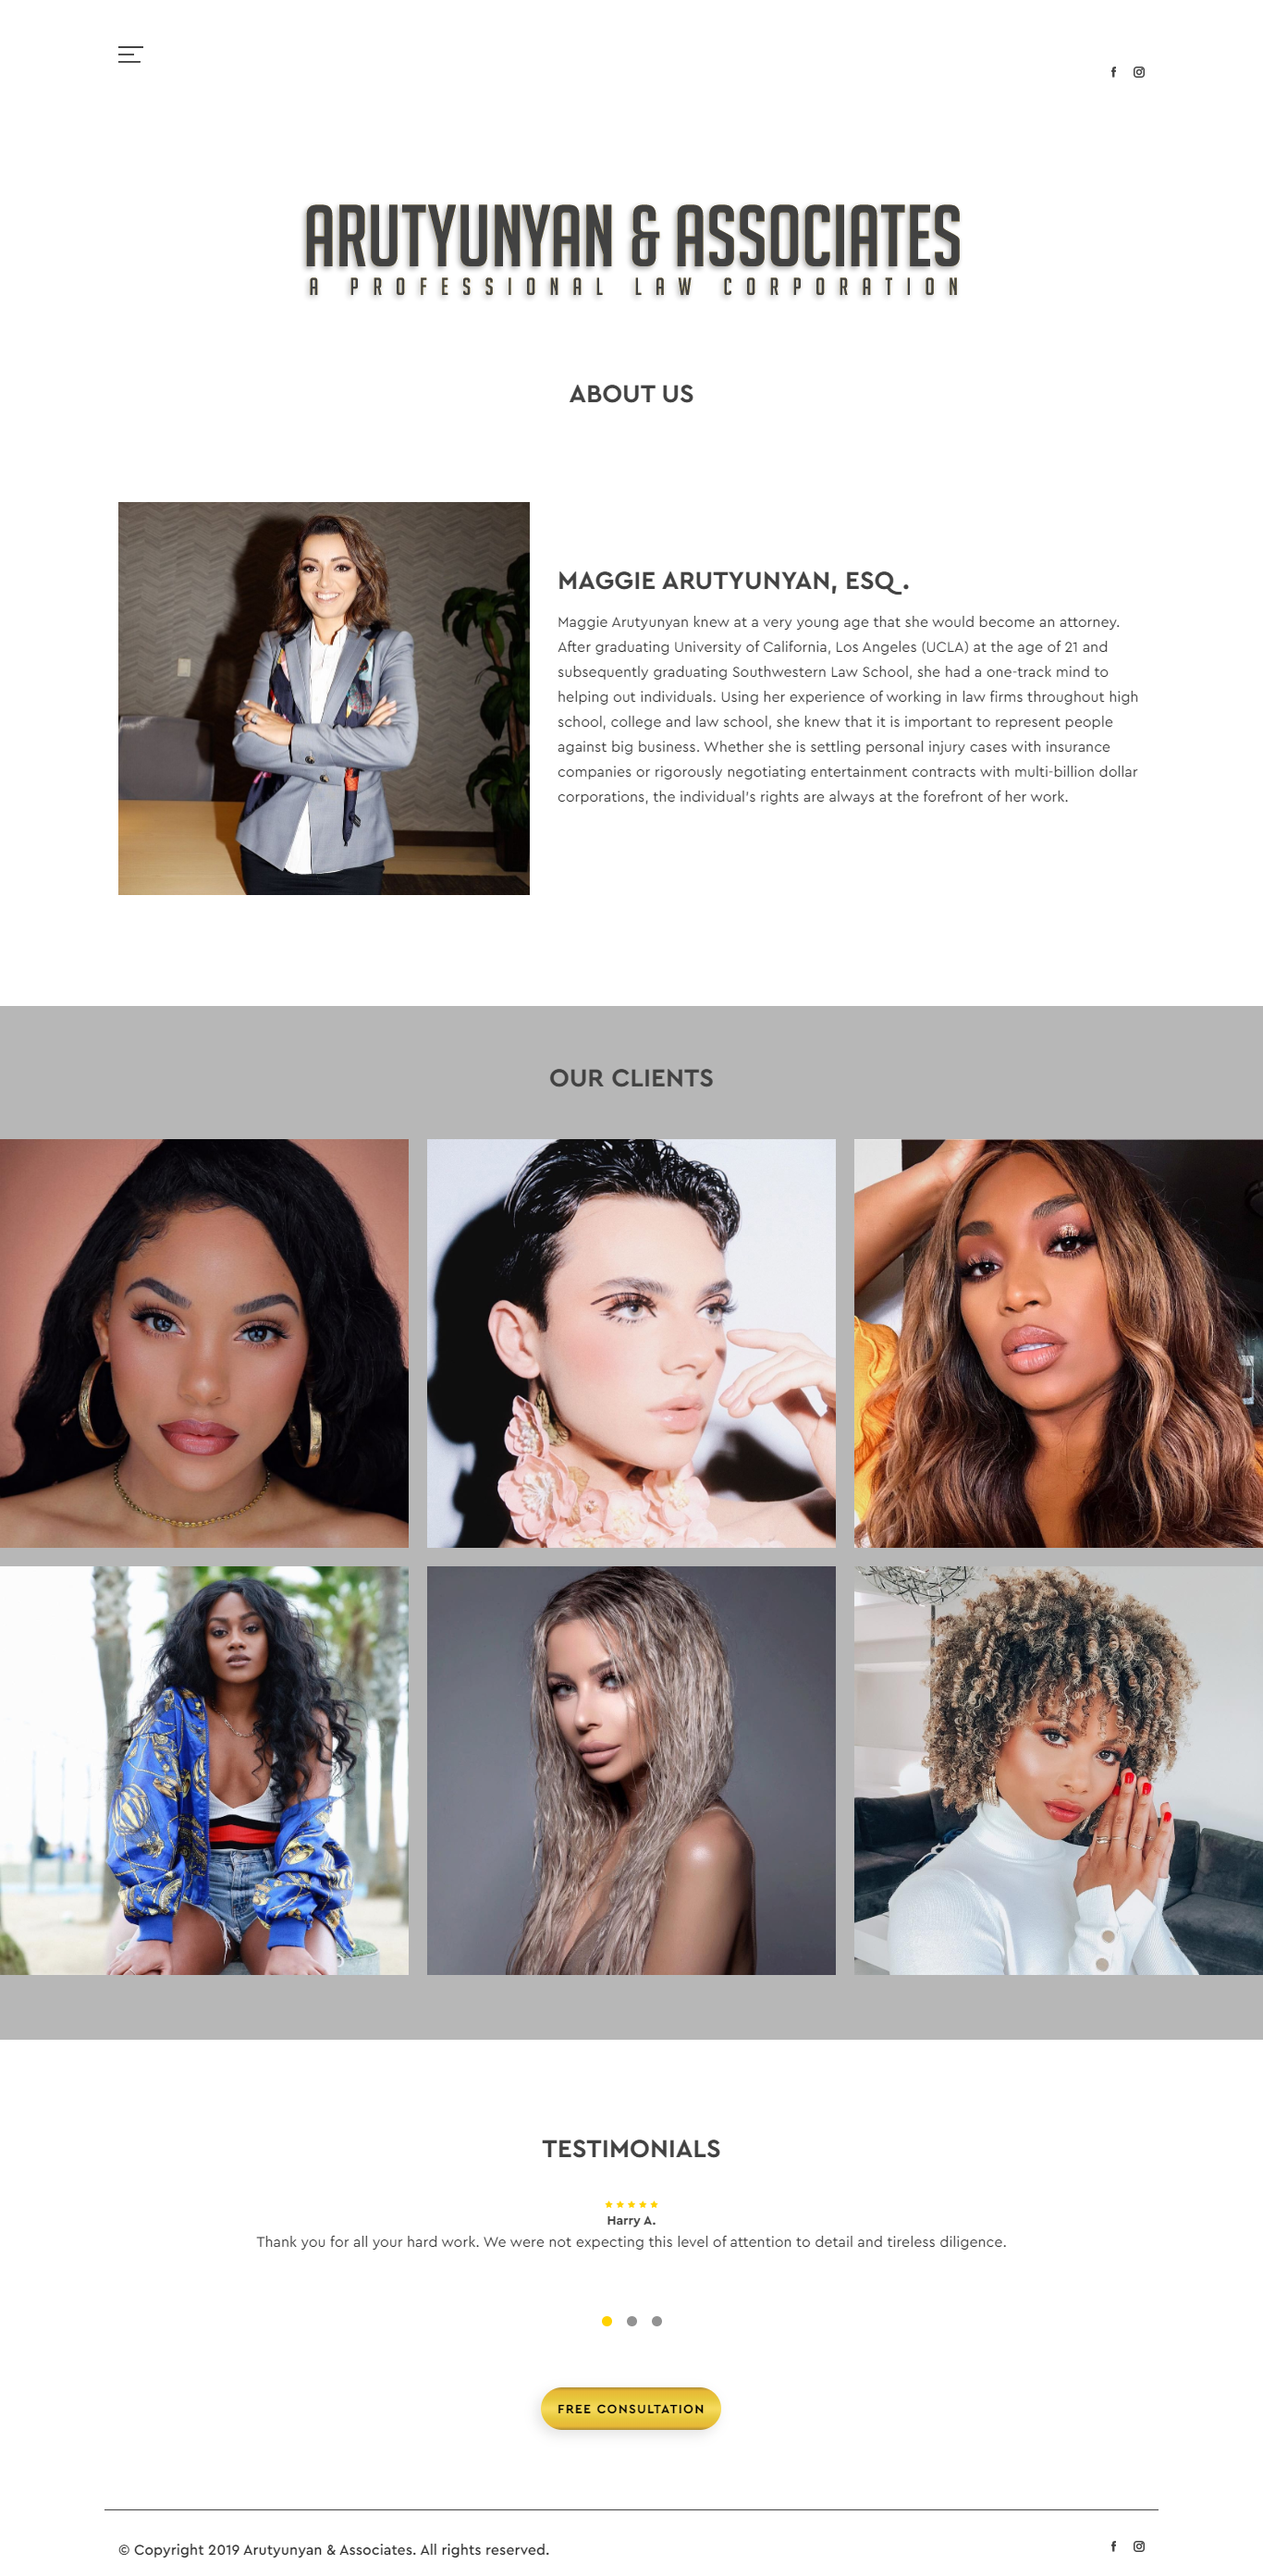 ARUTYUNYAN & ASSOCIATES
A PROFESSIONAL LAW CORPORATION
ABOUT US
MAGGIE ARUTYUNYAN, ESQ.
Maggie Arutyunyan knew at a very young age that she would become an attorney.
After graduating University of California, Los Angeles (UCLA) at the age of 21 and
subsequently graduating Southwestern Law School, she had a one-track mind to
helping out individuals. Using her experience of working in law firms throughout high
school, college and law school, she knew that it is important to represent people
against big business. Whether she is settling personal injury cases with insurance
companies or rigorously negotiating entertainment contracts with multi-billion dollar
corporations, the individual's rights are always at the forefront of her work.
OUR CLIENTS
TESTIMONIALS
Harry A.
Thank you for all your hard work. We were not expecting this level of attention to detail and tireless diligence.
FREE CONSULTATION
© Copyright 2019 Arutyunyan & Associates. All rights reserved.